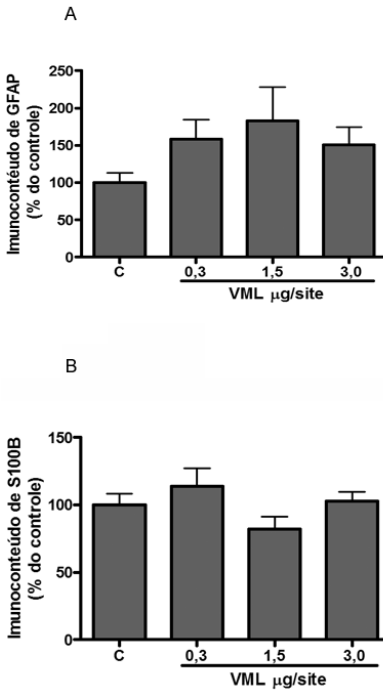 A
Imunocontéudo de GFAP
(% do controle)
250
200
150
100
50
0
C
0,3
1,5
3,0
VML µg/site
B
Imunoconteúdo de S100B
(% do controle)
150
100
50
0
C
0,3
1,5
3,0
VML µg/site